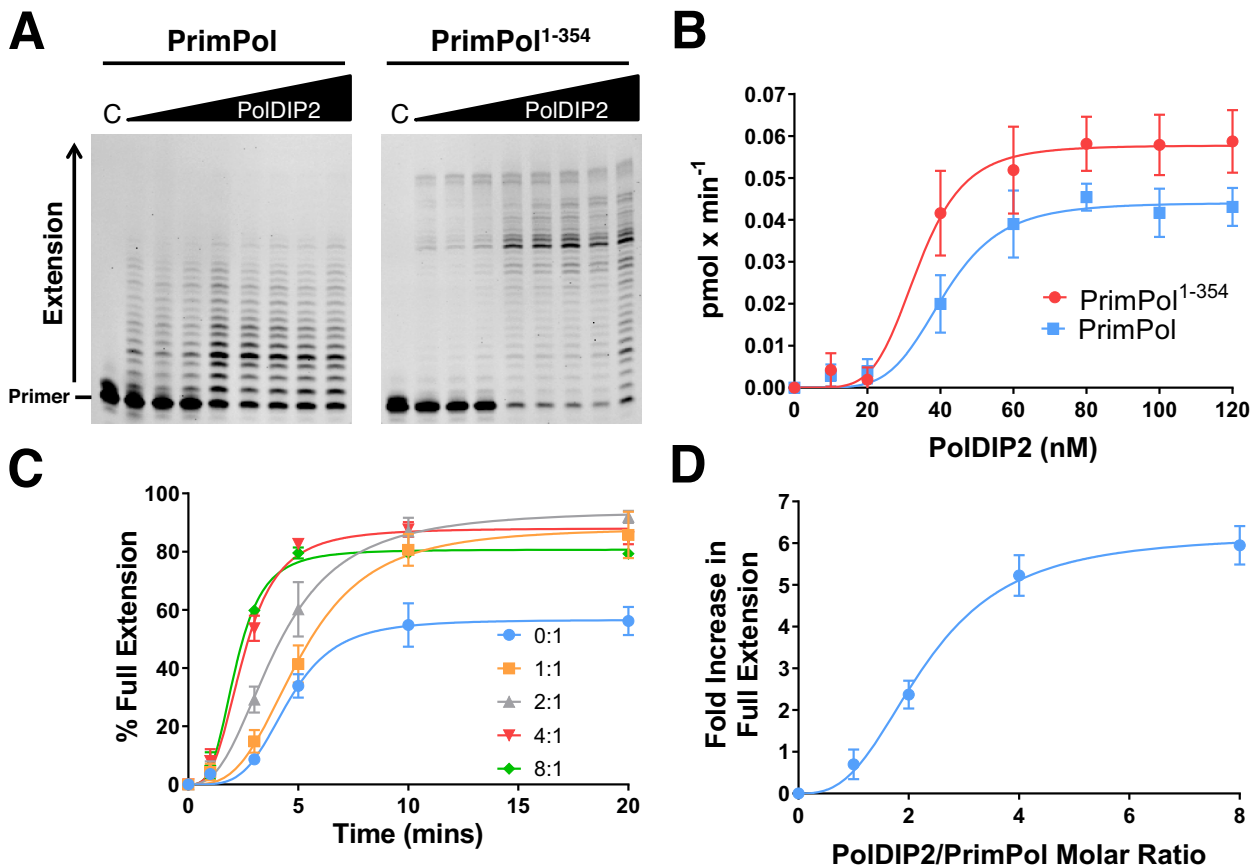 A
PrimPol
PrimPol1-354
C
PolDIP2
C
PolDIP2
Extension
Primer
B
0.07
0.06
0.05
0.04
0.03
0.02
0.01
0.00
pmol x min-1
PrimPol1-354
PrimPol
0 20 40 60 80 100 120
PolDIP2 (nM)
C
100
80
60
40
20
0
% Full Extension
0:1
1:1
2:1
4:1
8:1
0 5 10 15 20
Time (mins)
D
7
6
5
4
3
2
1
0
Fold Increase in
Full Extension
0 2 4 6 8
PolDIP2/PrimPol Molar Ratio